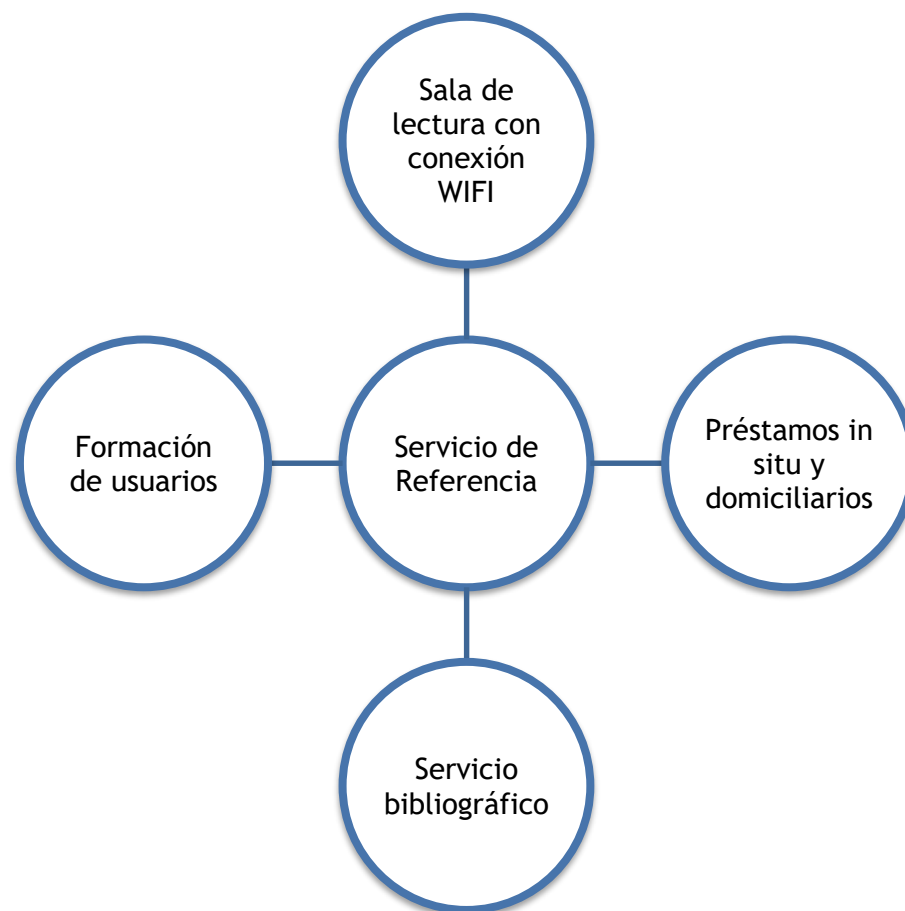 Sala de
lectura con
conexión
WIFI
Formación
de usuarios
Servicio de
Referencia
Préstamos in
situ y
domiciliarios
Servicio
bibliográfico